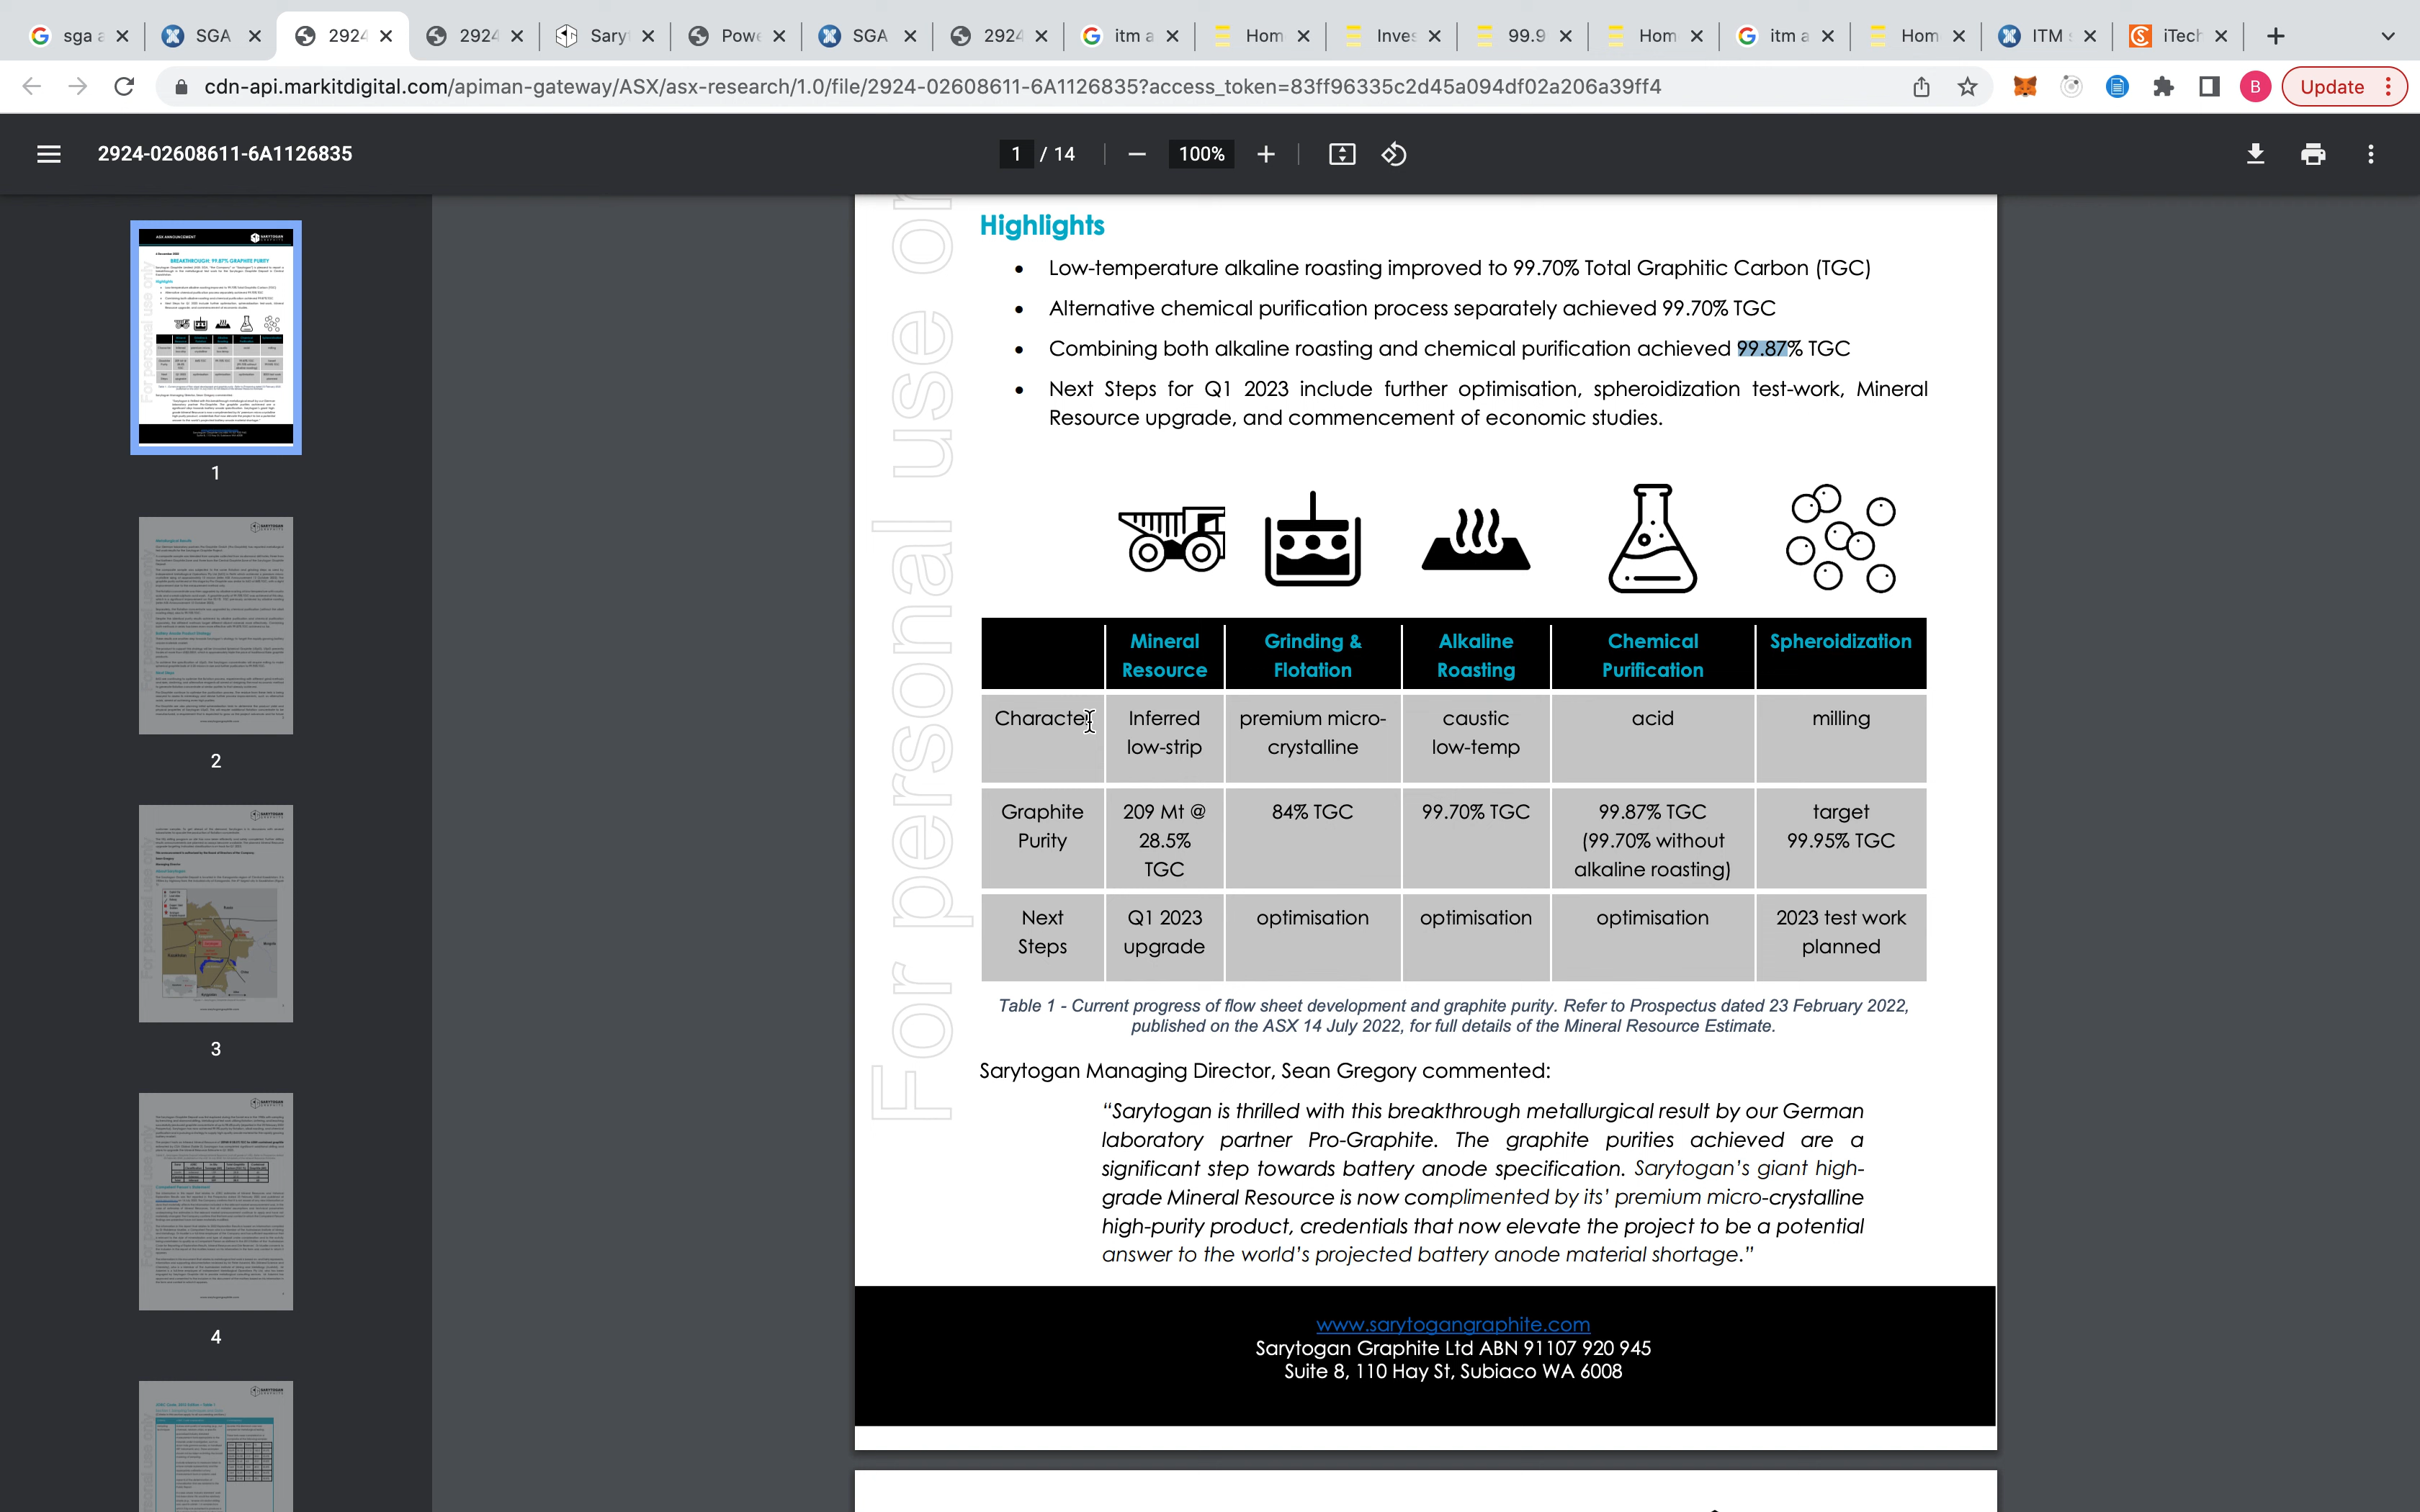 sga a
SGA
2924
2924
Sary
Powe
SGA
2924
itm a
Hom
Inves
99.9
Hom
itm a
Hom
ITM s
iTech
cdn-api.markitdigital.com/apiman-gateway/ASX/asx-research/1.0/file/2924-02608611-6A1126835?access_token=83ff96335c2d45a094df02a206a39ff4
B
Update
2924-02608611-6A1126835
1 / 14
100%
ASX ANNOUNCEMENT
BREAKTHROUGH: 99.87% GRAPHITE PURITY
1
2
3
4
For personal use on
Highlights
• Low-temperature alkaline roasting improved to 99.70% Total Graphitic Carbon (TGC)
• Alternative chemical purification process separately achieved 99.70% TGC
• Combining both alkaline roasting and chemical purification achieved 99.87% TGC
• Next Steps for Q1 2023 include further optimisation, spheroidization test-work, Mineral
Resource upgrade, and commencement of economic studies.
Mineral Resource
Grinding & Flotation
Alkaline Roasting
Chemical Purification
Spheroidization
Character
Inferred low-strip
premium micro-crystalline
caustic low-temp
acid
milling
Graphite Purity
209 Mt @ 28.5% TGC
84% TGC
99.70% TGC
99.87% TGC (99.70% without alkaline roasting)
target 99.95% TGC
Next Steps
Q1 2023 upgrade
optimisation
optimisation
optimisation
2023 test work planned
Table 1 - Current progress of flow sheet development and graphite purity. Refer to Prospectus dated 23 February 2022,
published on the ASX 14 July 2022, for full details of the Mineral Resource Estimate.
Sarytogan Managing Director, Sean Gregory commented:
“Sarytogan is thrilled with this breakthrough metallurgical result by our German
laboratory partner Pro-Graphite. The graphite purities achieved are a
significant step towards battery anode specification. Sarytogan’s giant high-
grade Mineral Resource is now complimented by its’ premium micro-crystalline
high-purity product, credentials that now elevate the project to be a potential
answer to the world’s projected battery anode material shortage.”
www.sarytogangraphite.com
Sarytogan Graphite Ltd ABN 91107 920 945
Suite 8, 110 Hay St, Subiaco WA 6008